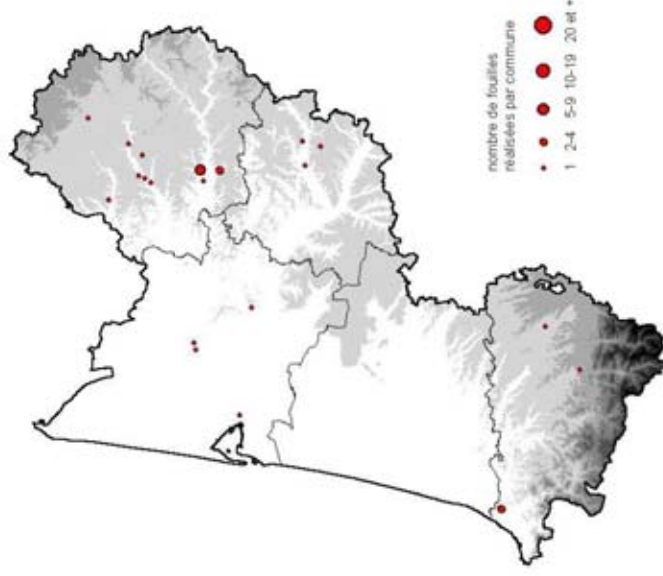 nombre de fouilles
réalisées par commune
1 2-4 5-9 10-19 20 et +